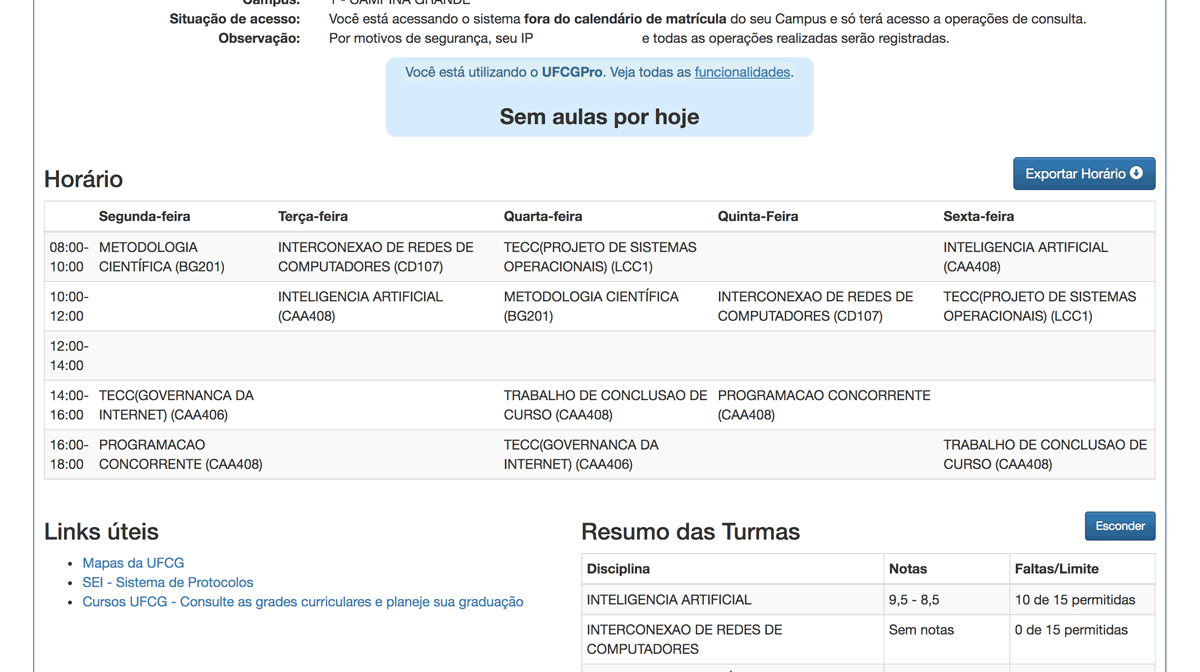 Campus: 1 - CAMPINA GRANDE
Situação de acesso: Você está acessando o sistema fora do calendário de matrícula do seu Campus e só terá acesso a operações de consulta.
Observação: Por motivos de segurança, seu IP e todas as operações realizadas serão registradas.
Você está utilizando o UFCGPro. Veja todas as funcionalidades.
Sem aulas por hoje
Horário
Exportar Horário
Segunda-feira Terça-feira Quarta-feira Quinta-Feira Sexta-feira
08:00- METODOLOGIA INTERCONEXAO DE REDES DE TECC(PROJETO DE SISTEMAS INTELIGENCIA ARTIFICIAL
10:00 CIENTÍFICA (BG201) COMPUTADORES (CD107) OPERACIONAIS) (LCC1) (CAA408)
10:00- INTELIGENCIA ARTIFICIAL METODOLOGIA CIENTÍFICA INTERCONEXAO DE REDES DE TECC(PROJETO DE SISTEMAS
12:00 (CAA408) (BG201) COMPUTADORES (CD107) OPERACIONAIS) (LCC1)
12:00-
14:00
14:00- TECC(GOVERNANCA DA TRABALHO DE CONCLUSAO DE PROGRAMACAO CONCORRENTE
16:00 INTERNET) (CAA406) CURSO (CAA408) (CAA408)
16:00- PROGRAMACAO TECC(GOVERNANCA DA TRABALHO DE CONCLUSAO DE
18:00 CONCORRENTE (CAA408) INTERNET) (CAA406) CURSO (CAA408)
Links úteis
Mapas da UFCG
SEI - Sistema de Protocolos
Cursos UFCG - Consulte as grades curriculares e planeje sua graduação
Resumo das Turmas
Esconder
Disciplina Notas Faltas/Limite
INTELIGENCIA ARTIFICIAL 9,5 - 8,5 10 de 15 permitidas
INTERCONEXAO DE REDES DE Sem notas 0 de 15 permitidas
COMPUTADORES